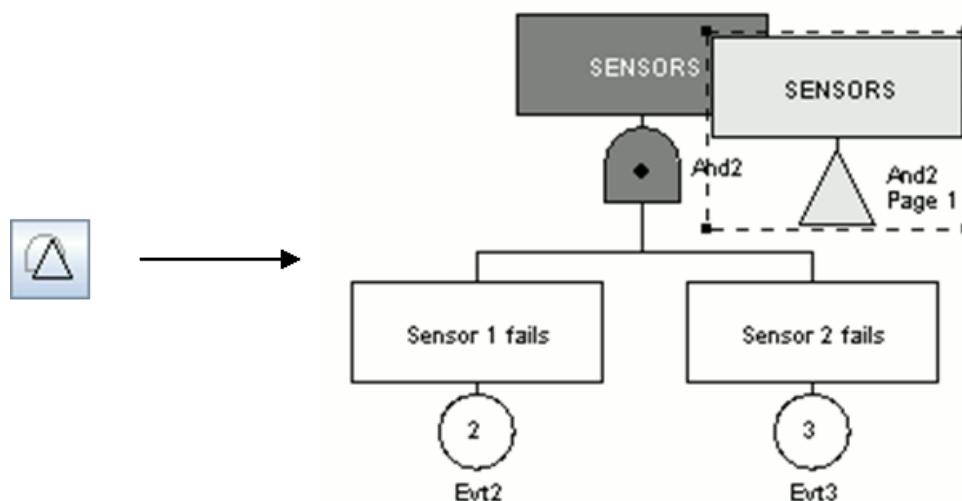 SENSORS
SENSORS
And2
And2
Page 1
Sensor 1 fails
Sensor 2 fails
2
3
Evt2
Evt3